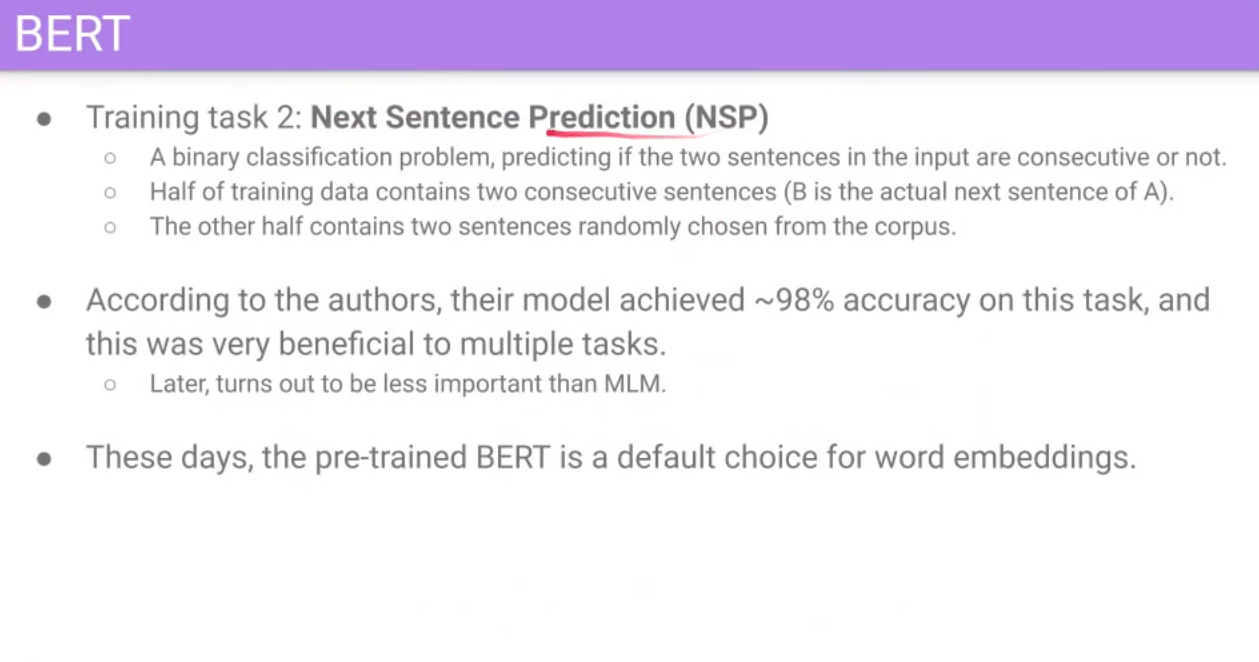 BERT
● Training task 2: Next Sentence Prediction (NSP)
○ A binary classification problem, predicting if the two sentences in the input are consecutive or not.
○ Half of training data contains two consecutive sentences (B is the actual next sentence of A).
○ The other half contains two sentences randomly chosen from the corpus.
● According to the authors, their model achieved ~98% accuracy on this task, and
this was very beneficial to multiple tasks.
○ Later, turns out to be less important than MLM.
● These days, the pre-trained BERT is a default choice for word embeddings.